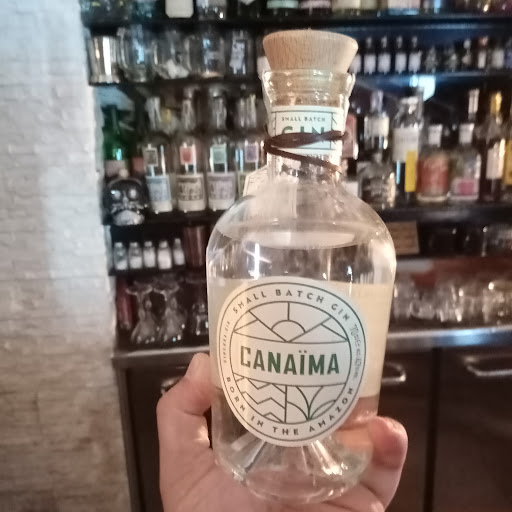 SMALL BATCH
GIN
SMALL BATCH GIN
CANAÏMA
BORN IN THE AMAZON